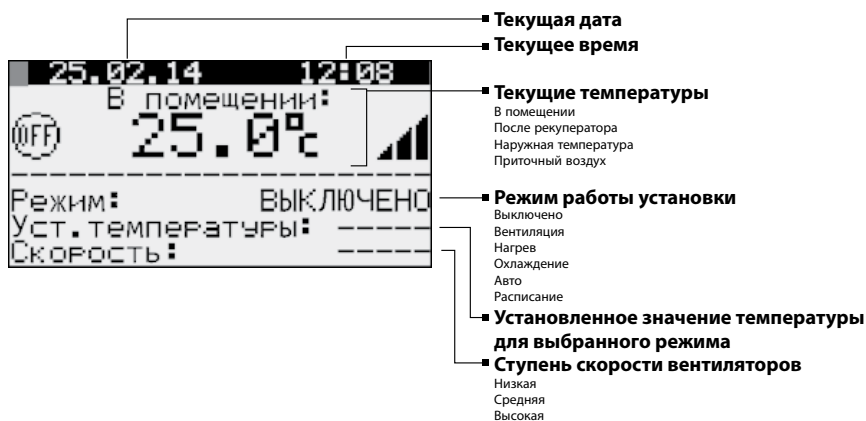 Текущая дата
Текущее время
25.02.14 12:08
В помещении:
OFF 25.0°c
Режим: ВЫКЛЮЧЕНО
Уст.температуры: -----
Скорость: -----
Текущие температуры
В помещении
После рекуператора
Наружная температура
Приточный воздух
Режим работы установки
Выключено
Вентиляция
Нагрев
Охлаждение
Авто
Расписание
Установленное значение температуры
для выбранного режима
Ступень скорости вентиляторов
Низкая
Средняя
Высокая